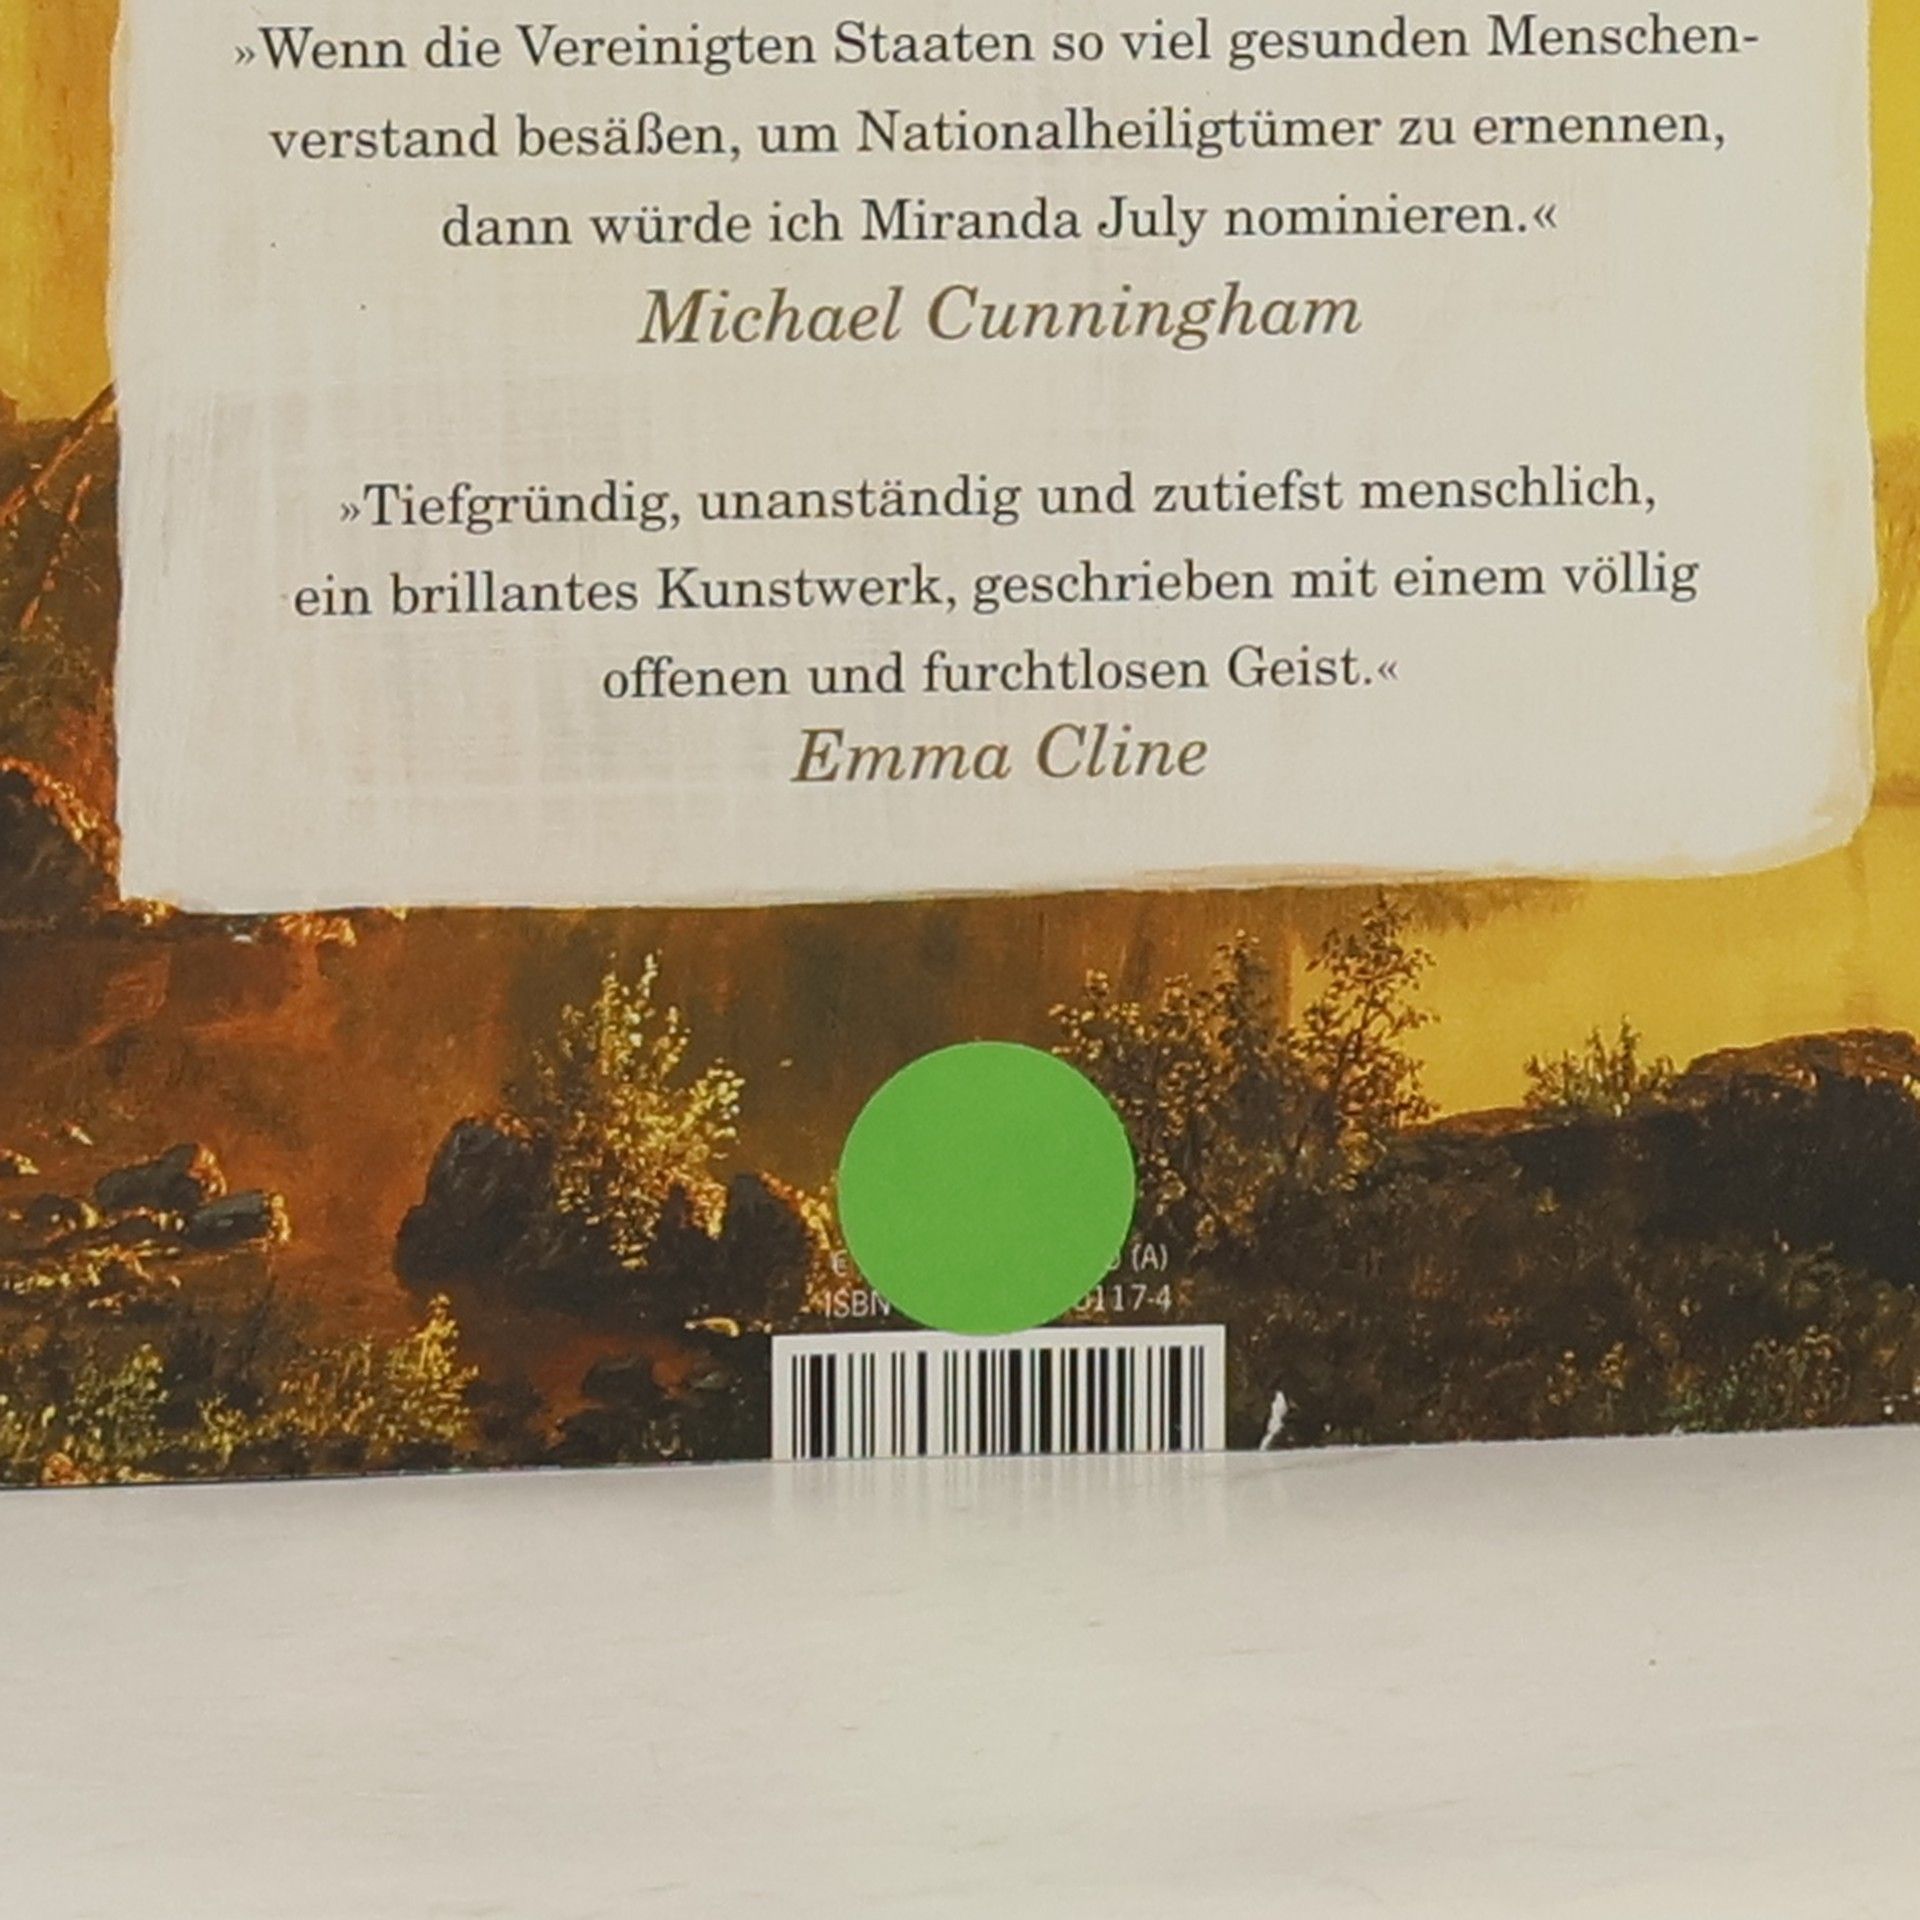 »Wenn die Vereinigten Staaten so viel gesunden Menschen-
verstand besäßen, um Nationalheiligtümer zu ernennen,
dann würde ich Miranda July nominieren.«
Michael Cunningham
»Tiefgründig, unanständig und zutiefst menschlich,
ein brillantes Kunstwerk, geschrieben mit einem völlig
offenen und furchtlosen Geist.«
Emma Cline
€ (A)
ISBN 117-4